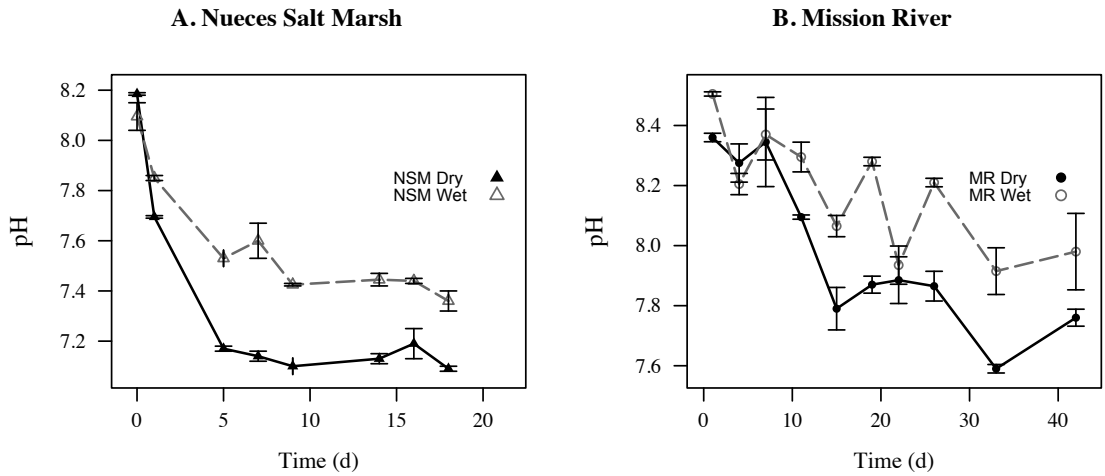 A. Nueces Salt Marsh
pH
8.2
8.0
7.8
7.6
7.4
7.2
NSM Dry
NSM Wet
0 5 10 15 20
Time (d)
B. Mission River
pH
8.4
8.2
8.0
7.8
7.6
MR Dry
MR Wet
0 10 20 30 40
Time (d)